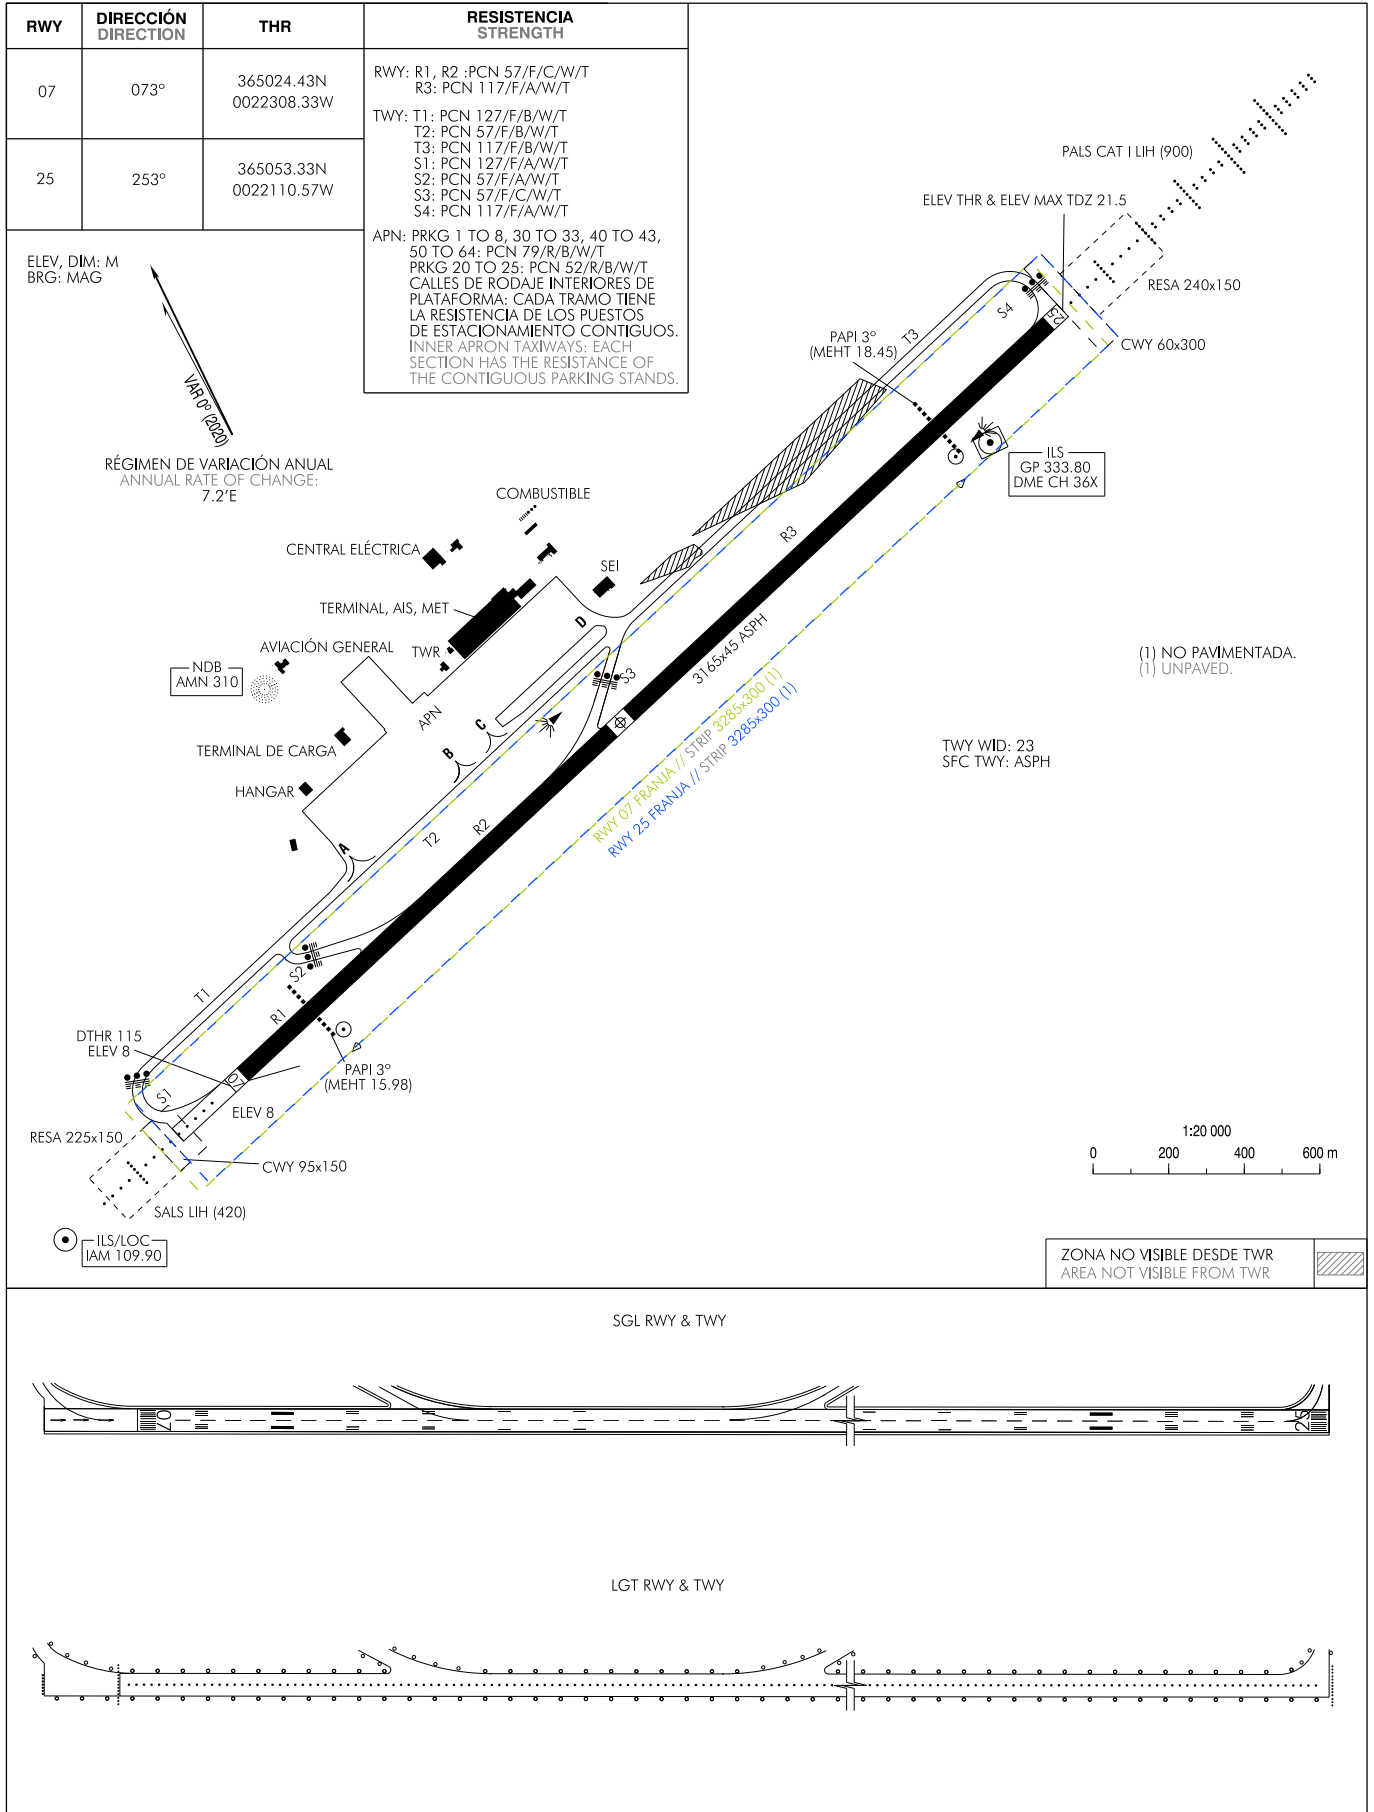 RWY
DIRECCIÓN
DIRECTION
THR
RESISTENCIA
STRENGTH
07
073º
365024.43N
0022308.33W
25
253º
365053.33N
0022110.57W
RWY: R1, R2 :PCN 57/F/C/W/T
R3: PCN 117/F/A/W/T
TWY: T1: PCN 127/F/B/W/T
T2: PCN 57/F/B/W/T
T3: PCN 117/F/B/W/T
S1: PCN 127/F/A/W/T
S2: PCN 57/F/A/W/T
S3: PCN 57/F/C/W/T
S4: PCN 117/F/A/W/T
APN: PRKG 1 TO 8, 30 TO 33, 40 TO 43,
50 TO 64: PCN 79/R/B/W/T
PRKG 20 TO 25: PCN 52/R/B/W/T
CALLES DE RODAJE INTERIORES DE
PLATAFORMA: CADA TRAMO TIENE
LA RESISTENCIA DE LOS PUESTOS
DE ESTACIONAMIENTO CONTIGUOS.
INNER APRON TAXIWAYS: EACH
SECTION HAS THE RESISTANCE OF
THE CONTIGUOUS PARKING STANDS.
ELEV, DIM: M
BRG: MAG
VAR 0º (2020)
RÉGIMEN DE VARIACIÓN ANUAL
ANNUAL RATE OF CHANGE:
7.2'E
PALS CAT I LIH (900)
ELEV THR & ELEV MAX TDZ 21.5
RESA 240x150
CWY 60x300
S4
25
T3
PAPI 3º
(MEHT 18.45)
ILS
GP 333.80
DME CH 36X
R3
COMBUSTIBLE
CENTRAL ELÉCTRICA
SEI
TERMINAL, AIS, MET
D
AVIACIÓN GENERAL
TWR
NDB
AMN 310
3165x45 ASPH
S3
(1) NO PAVIMENTADA.
(1) UNPAVED.
APN
C
B
TERMINAL DE CARGA
HANGAR
TWY WID: 23
SFC TWY: ASPH
RWY 07 FRANJA // STRIP 3285x300 (1)
RWY 25 FRANJA // STRIP 3285x300 (1)
A
T2
R2
S2
T1
R1
DTHR 115
ELEV 8
07
PAPI 3º
(MEHT 15.98)
S1
ELEV 8
RESA 225x150
CWY 95x150
SALS LIH (420)
ILS/LOC
IAM 109.90
1:20 000
0 200 400 600 m
ZONA NO VISIBLE DESDE TWR
AREA NOT VISIBLE FROM TWR
SGL RWY & TWY
07
25
LGT RWY & TWY